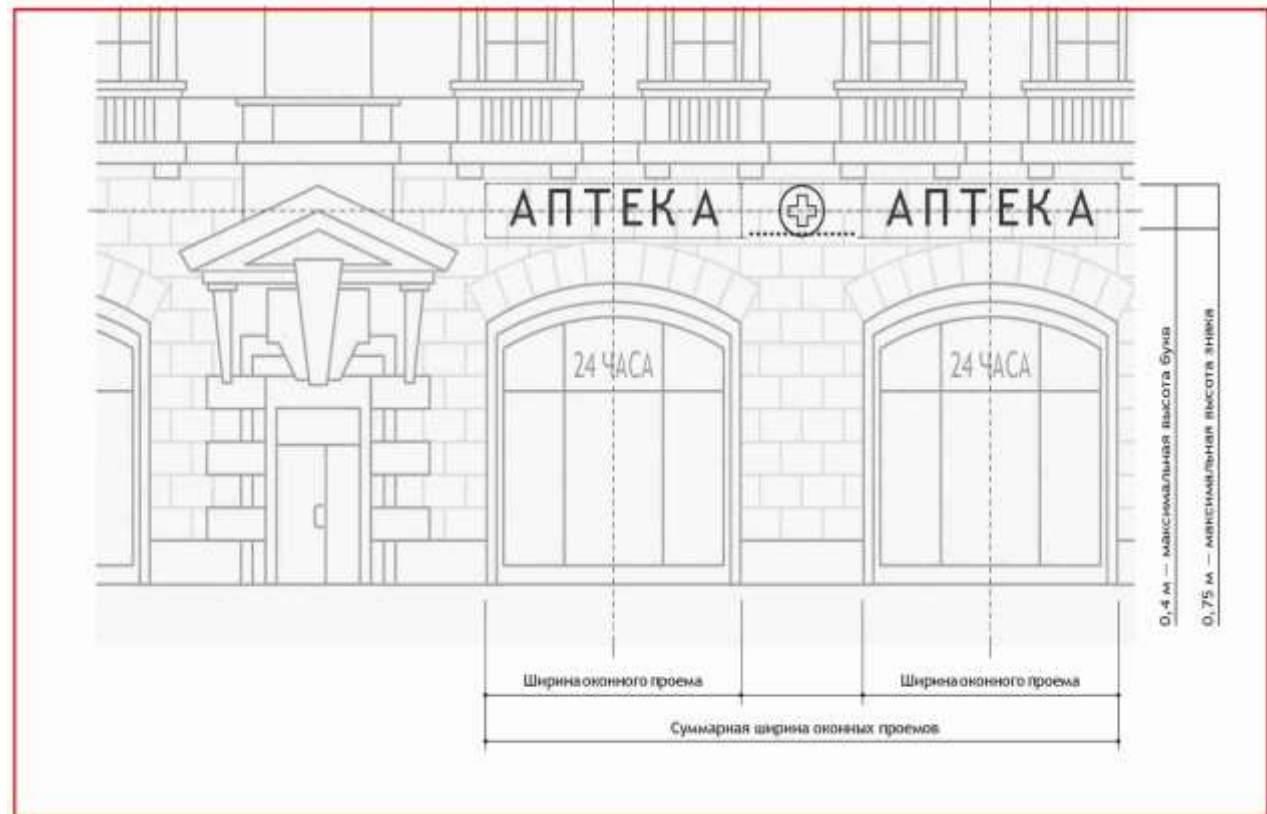 АПТЕКА АПТЕКА
24 ЧАСА 24 ЧАСА
0,4 м — максимальная высота букв
0,75 м — максимальная высота знака
Ширина оконного проема Ширина оконного проема
Суммарная ширина оконных проемов